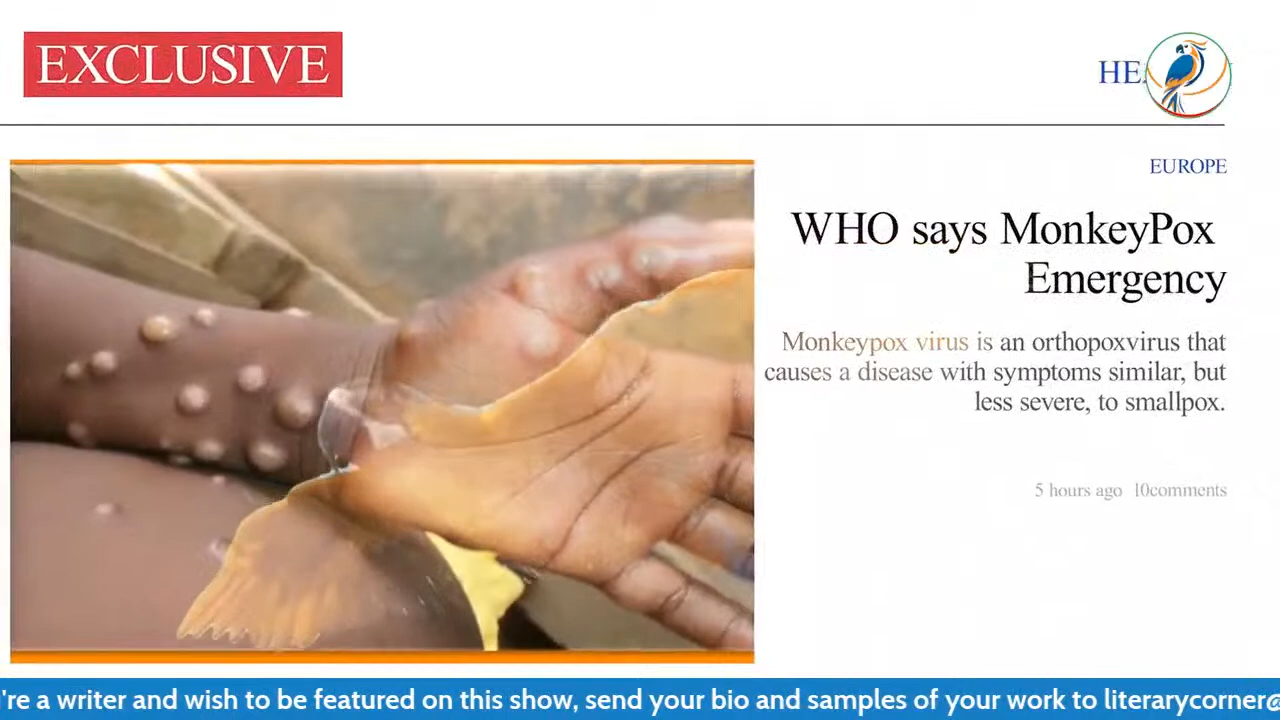 EXCLUSIVE
EUROPE
WHO says MonkeyPox
Emergency
Monkeypox virus is an orthopoxvirus that
causes a disease with symptoms similar, but
less severe, to smallpox.
5 hours ago 10comments
're a writer and wish to be featured on this show, send your bio and samples of your work to literarycorner@